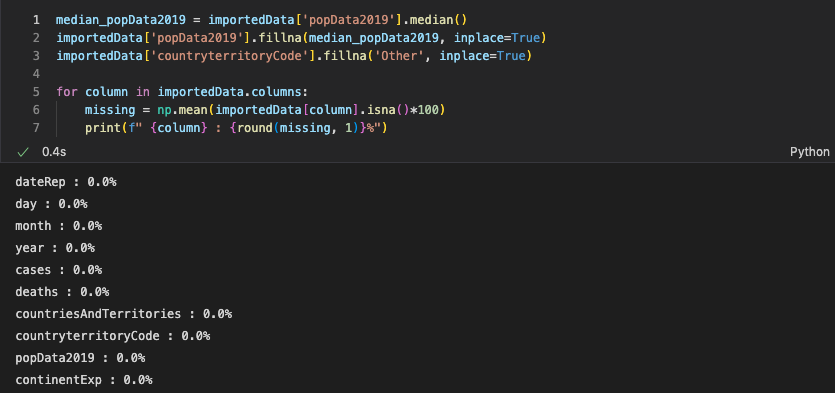 1 median_popData2019 = importedData['popData2019'].median()
2 importedData['popData2019'].fillna(median_popData2019, inplace=True)
3 importedData['countryterritoryCode'].fillna('Other', inplace=True)
4
5 for column in importedData.columns:
6     missing = np.mean(importedData[column].isna()*100)
7     print(f" {column} : {round(missing, 1)}%")
✓ 0.4s Python
dateRep : 0.0%
day : 0.0%
month : 0.0%
year : 0.0%
cases : 0.0%
deaths : 0.0%
countriesAndTerritories : 0.0%
countryterritoryCode : 0.0%
popData2019 : 0.0%
continentExp : 0.0%